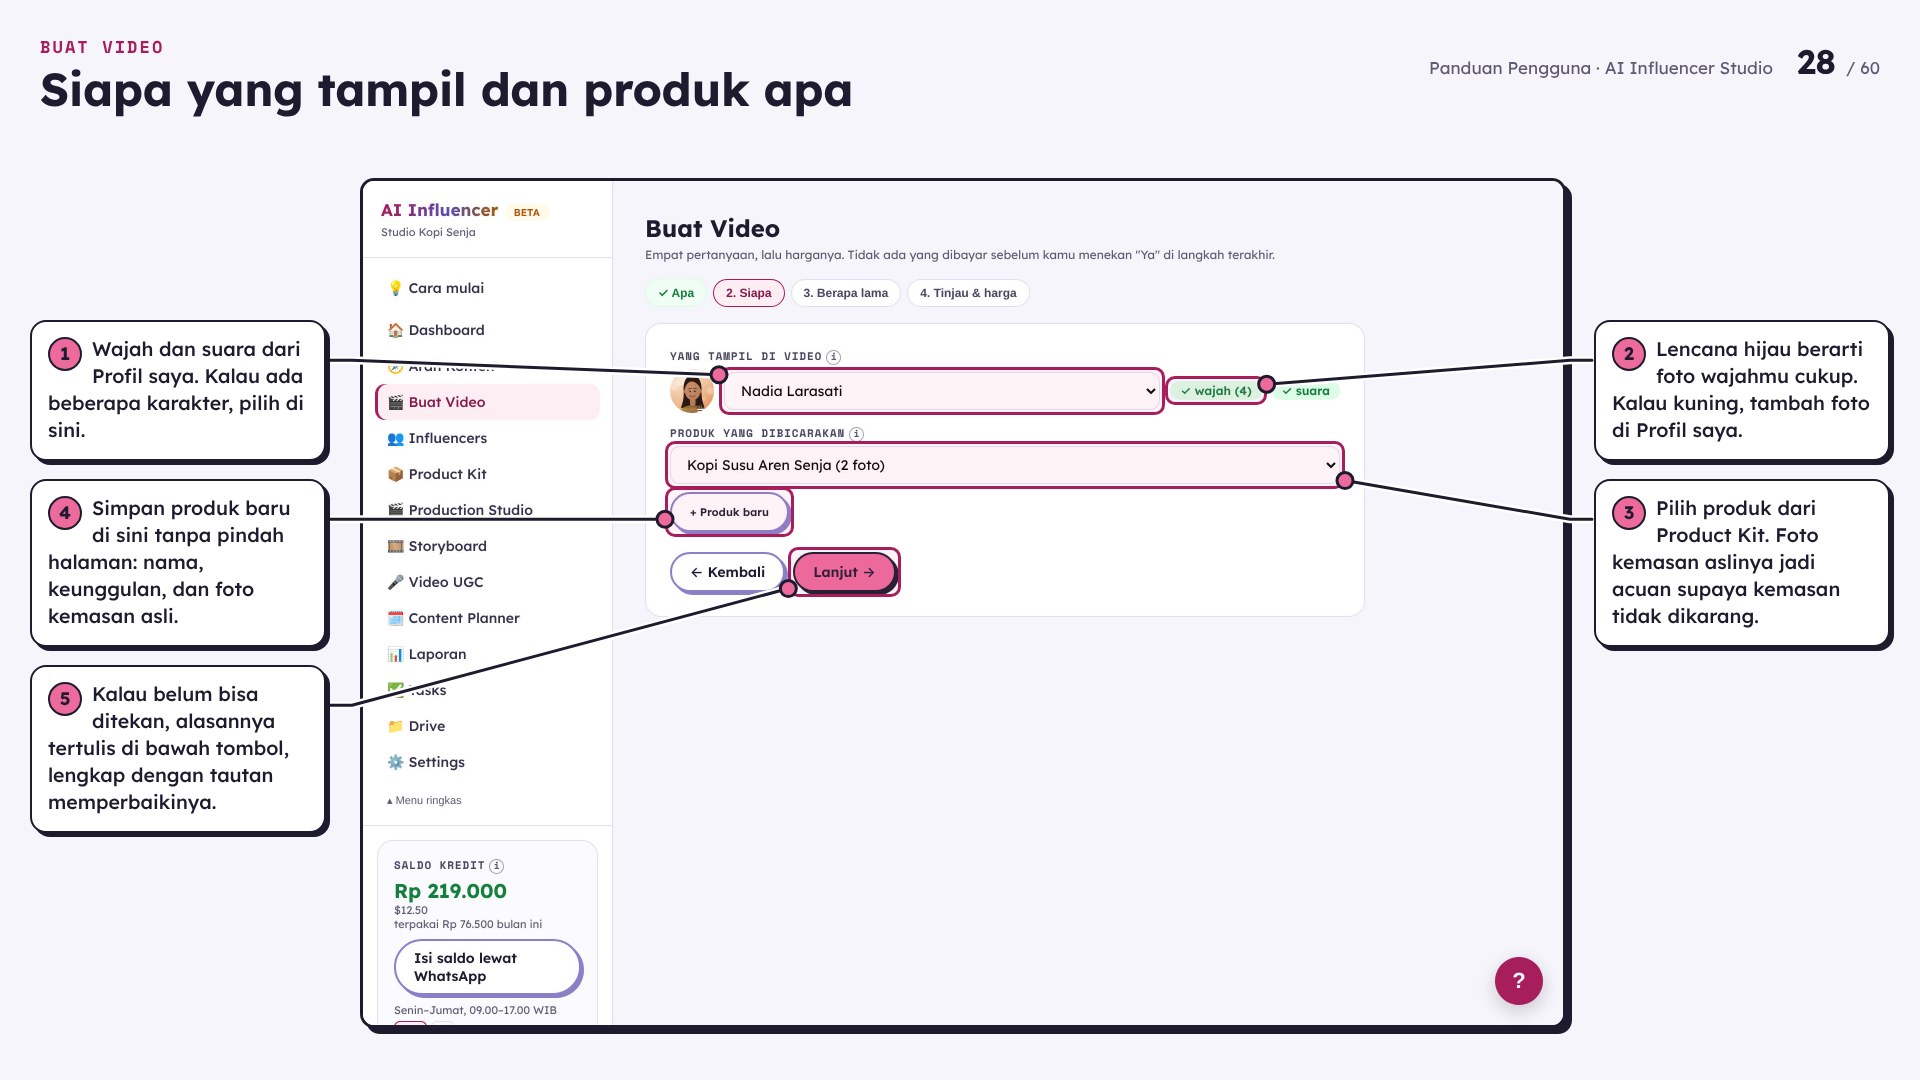 BUAT VIDEO
Siapa yang tampil dan produk apa
Panduan Pengguna · AI Influencer Studio 28 / 60
AI Influencer BETA
Studio Kopi Senja
Cara mulai
Dashboard
Buat Video
Influencers
Product Kit
Production Studio
Storyboard
Video UGC
Content Planner
Laporan
Tasks
Drive
Settings
▴ Menu ringkas
SALDO KREDIT i
Rp 219.000
$12.50
terpakai Rp 76.500 bulan ini
Isi saldo lewat
WhatsApp
Senin–Jumat, 09.00–17.00 WIB
Buat Video
Empat pertanyaan, lalu harganya. Tidak ada yang dibayar sebelum kamu menekan "Ya" di langkah terakhir.
✓ Apa 2. Siapa 3. Berapa lama 4. Tinjau & harga
YANG TAMPIL DI VIDEO i
Nadia Larasati ✓ wajah (4) ✓ suara
PRODUK YANG DIBICARAKAN i
Kopi Susu Aren Senja (2 foto)
+ Produk baru
← Kembali Lanjut →
?
1 Wajah dan suara dari
Profil saya. Kalau ada
beberapa karakter, pilih di
sini.
4 Simpan produk baru
di sini tanpa pindah
halaman: nama,
keunggulan, dan foto
kemasan asli.
5 Kalau belum bisa
ditekan, alasannya
tertulis di bawah tombol,
lengkap dengan tautan
memperbaikinya.
2 Lencana hijau berarti
foto wajahmu cukup.
Kalau kuning, tambah foto
di Profil saya.
3 Pilih produk dari
Product Kit. Foto
kemasan aslinya jadi
acuan supaya kemasan
tidak dikarang.